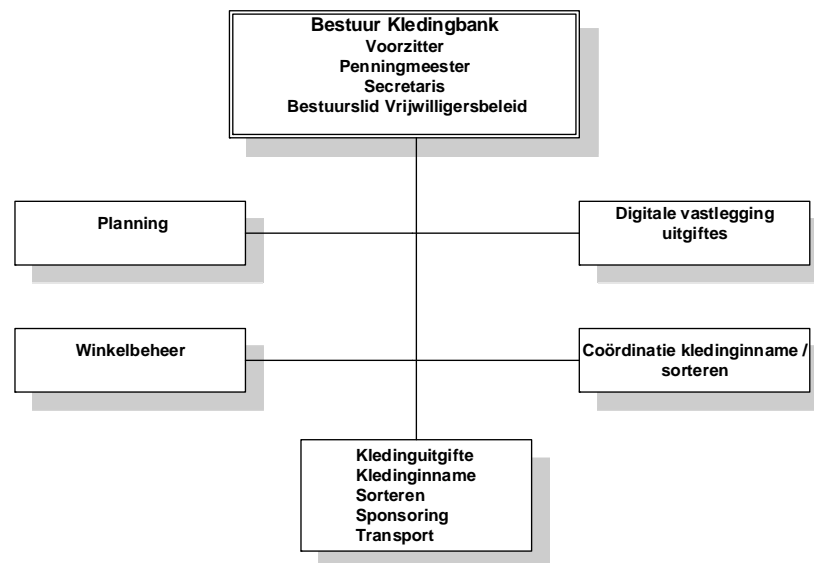 Bestuur Kledingbank
Voorzitter
Penningmeester
Secretaris
Bestuurslid Vrijwilligersbeleid
Planning
Digitale vastlegging
uitgiftes
Winkelbeheer
Coördinatie kledinginname /
sorteren
Kledinguitgifte
Kledinginname
Sorteren
Sponsoring
Transport